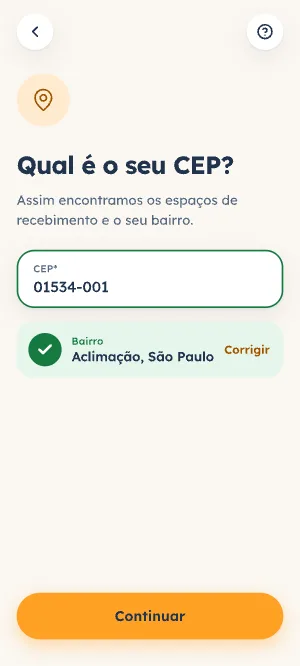 Qual é o seu CEP?
Assim encontramos os espaços de
recebimento e o seu bairro.
CEP*
01534-001
Bairro
Aclimação, São Paulo
Corrigir
Continuar